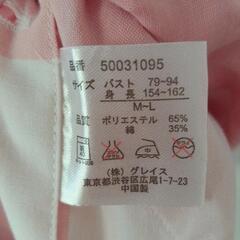 品番 50031095
サイズ バスト 79~94
身 長 154~162
M~L
ポリエステル 65%
綿 35%
(株) グレイス
東京都渋谷区広尾1-7-23
中国製